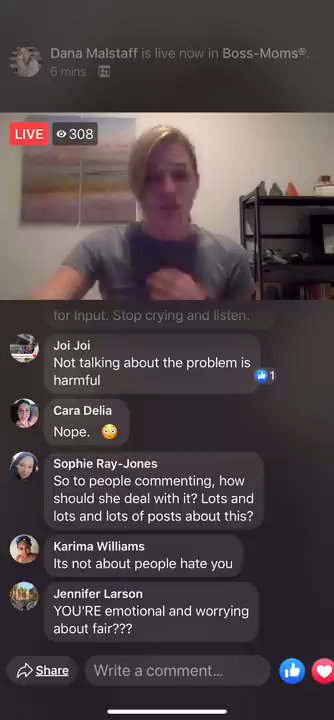 Dana Malstaff is live now in Boss-Moms®.
6 mins
LIVE
308
for Input. Stop crying and listen.
Joi Joi
Not talking about the problem is
harmful
1
Cara Delia
Nope. 😳
Sophie Ray-Jones
So to people commenting, how
should she deal with it? Lots and
lots and lots of posts about this?
Karima Williams
Its not about people hate you
Jennifer Larson
YOU'RE emotional and worrying
about fair???
Share
Write a comment...